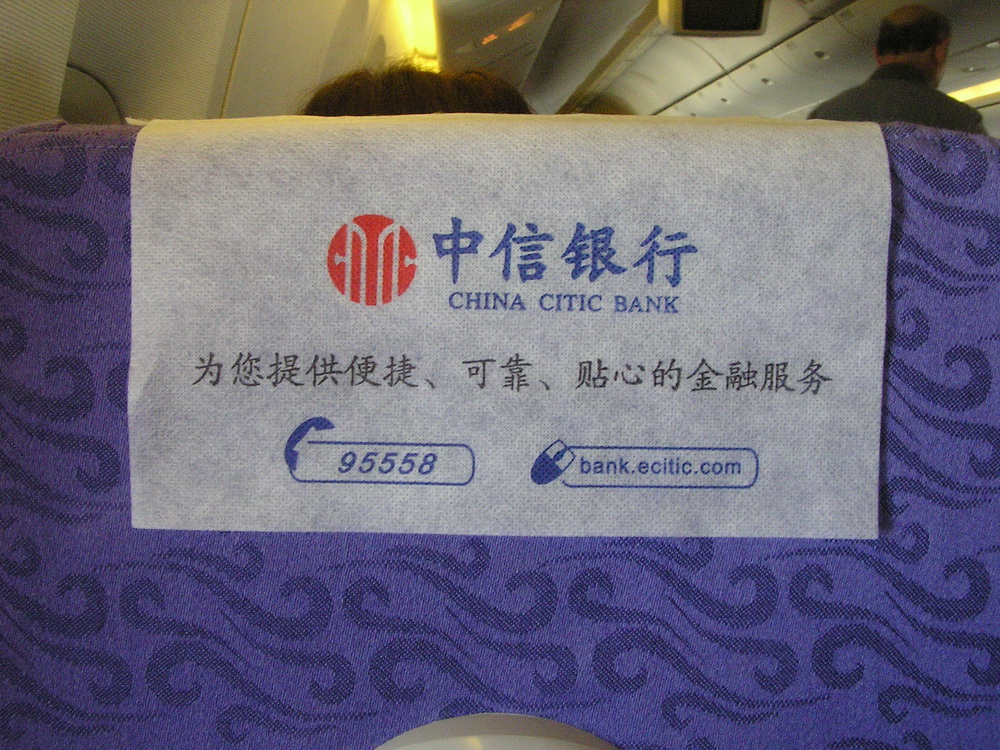 CITIC 中信银行
CHINA CITIC BANK
为您提供便捷、可靠、贴心的金融服务
95558 bank.ecitic.com